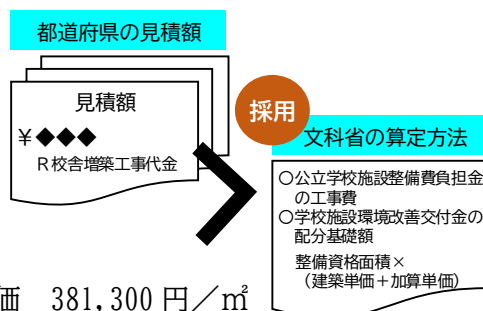 都道府県の見積額
見積額
￥◆◆◆
Ｒ校舎増築工事代金
採用
文科省の算定方法
〇公立学校施設整備費負担金
の工事費
〇学校施設環境改善交付金の
配分基礎額
整備資格面積×
（建築単価＋加算単価）
価　381,300 円／㎡